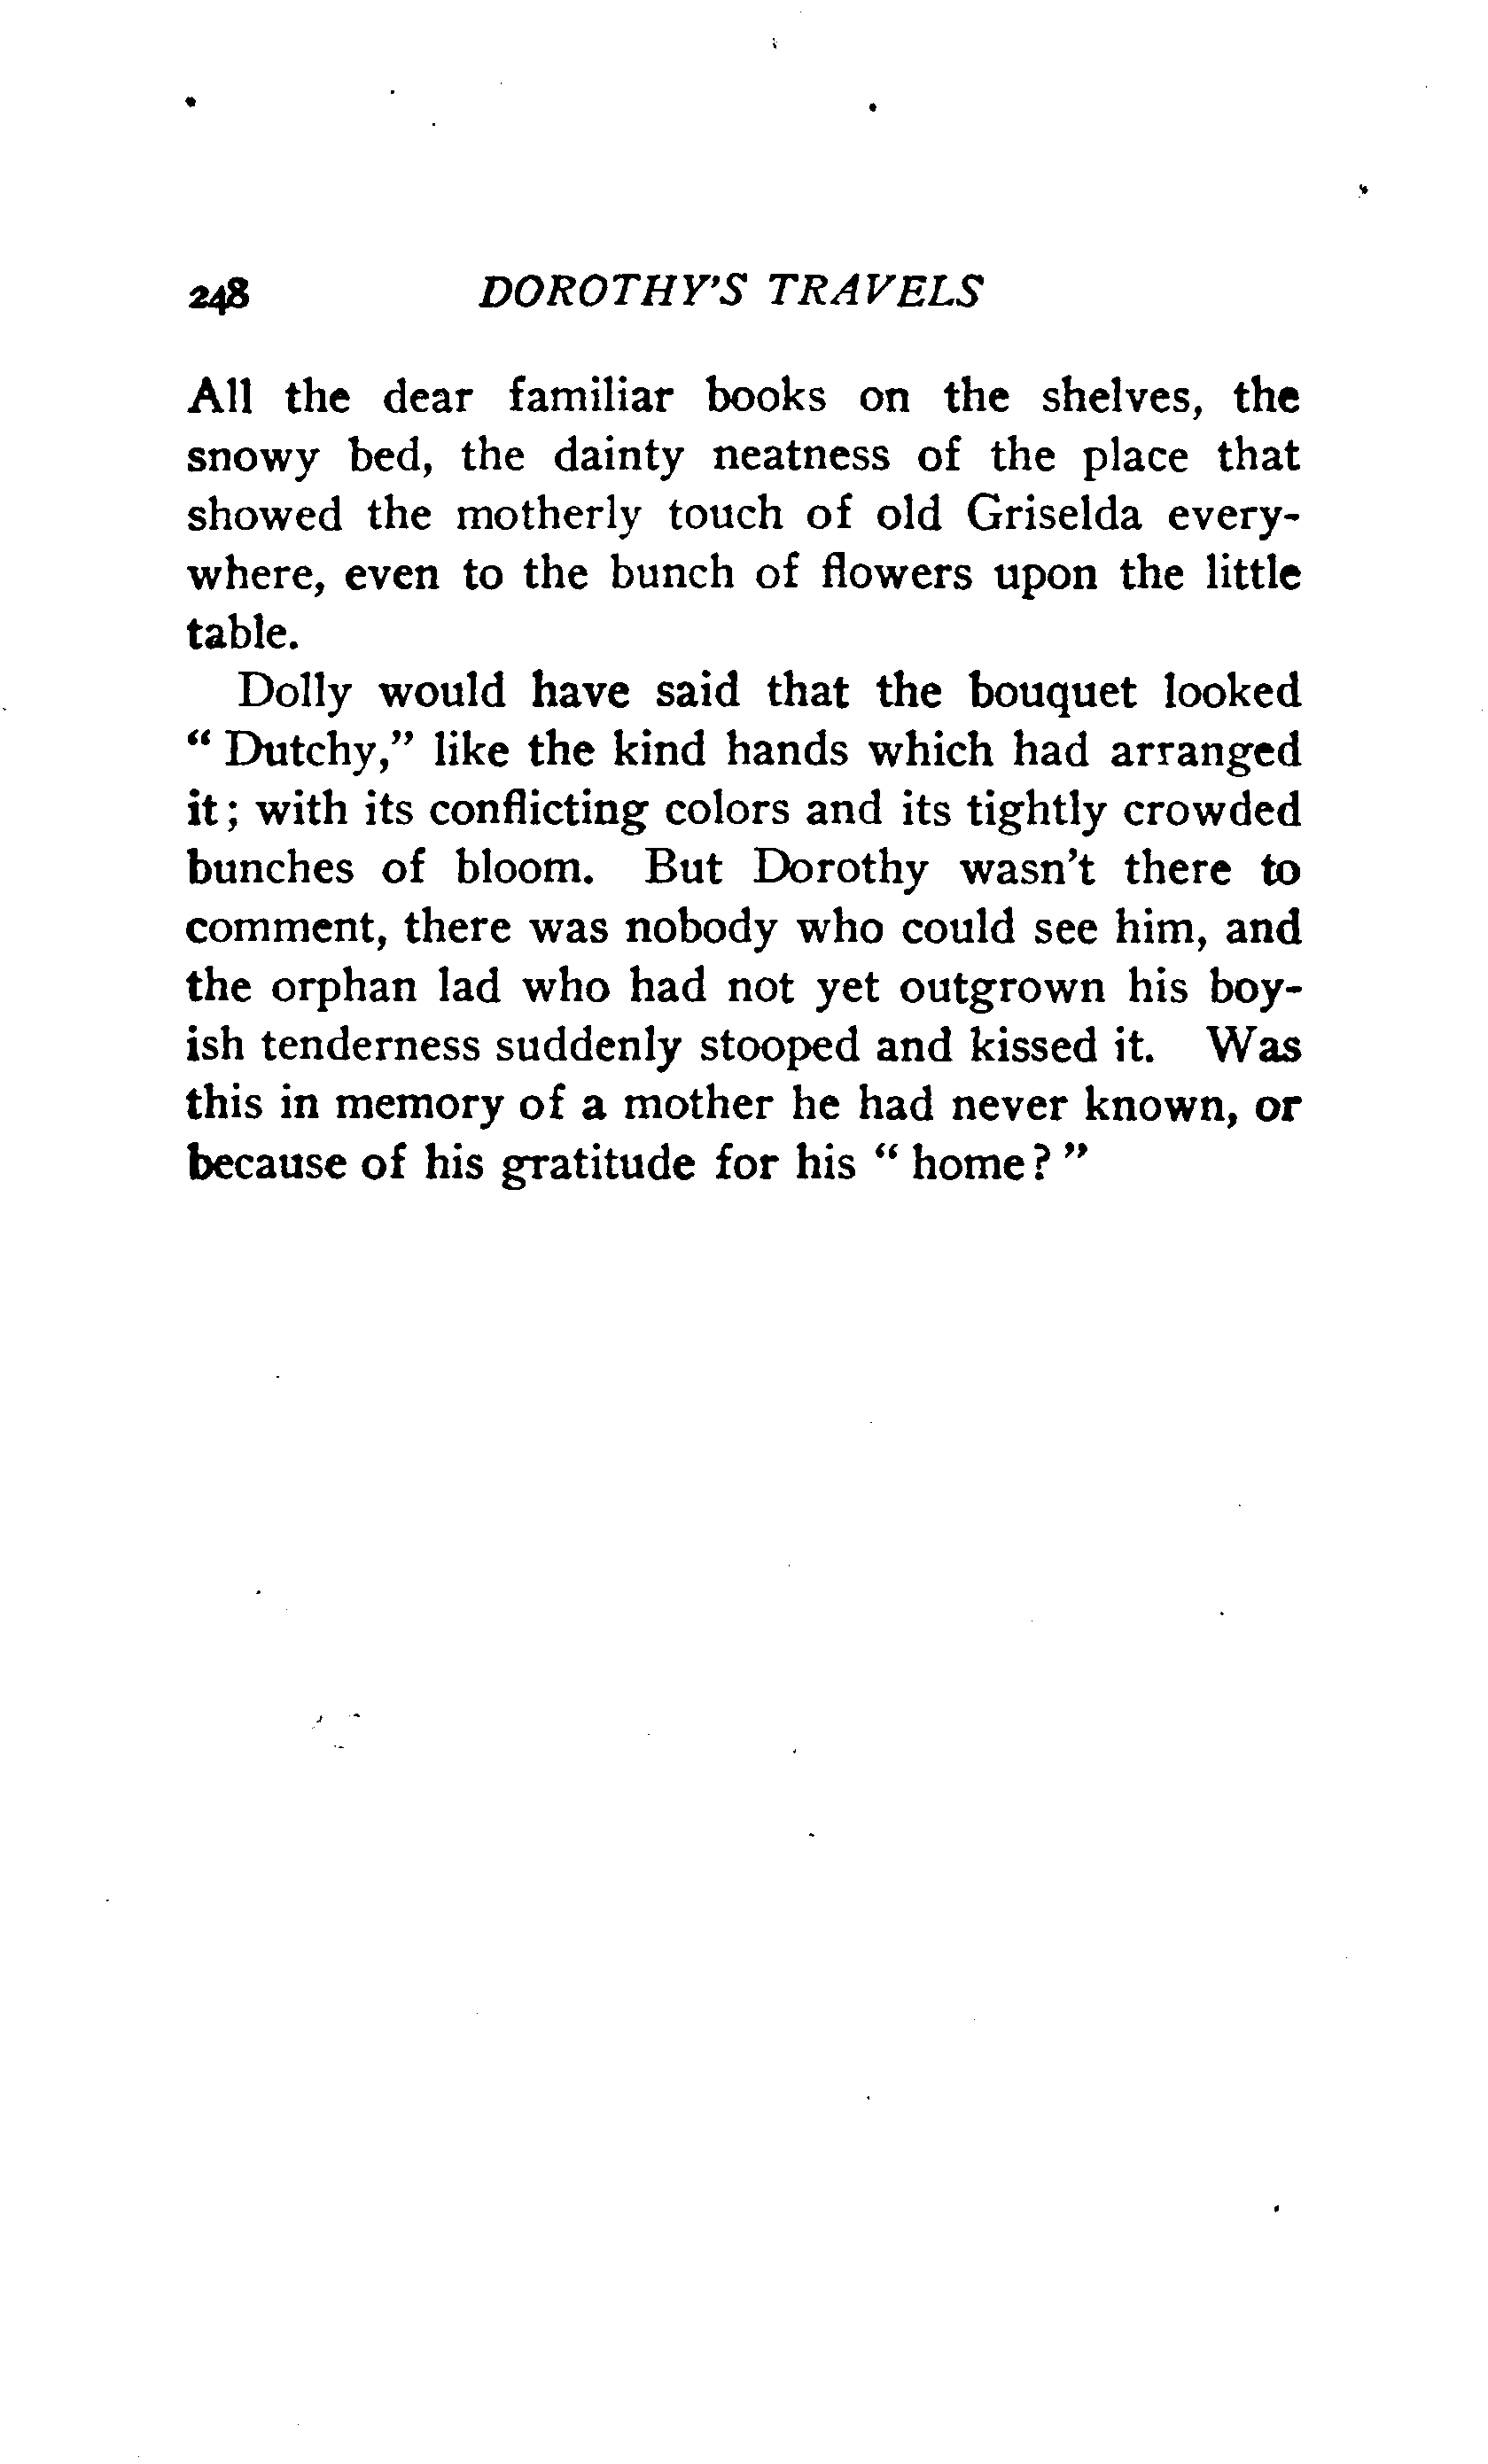 248 DOROTHY'S TRAVELS
All the dear familiar books on the shelves, the
snowy bed, the dainty neatness of the place that
showed the motherly touch of old Griselda every-
where, even to the bunch of flowers upon the little
table.
Dolly would have said that the bouquet looked
“ Dutchy,” like the kind hands which had arranged
it ; with its conflicting colors and its tightly crowded
bunches of bloom. But Dorothy wasn't there to
comment, there was nobody who could see him, and
the orphan lad who had not yet outgrown his boy-
ish tenderness suddenly stooped and kissed it. Was
this in memory of a mother he had never known, or
because of his gratitude for his “ home ? ”